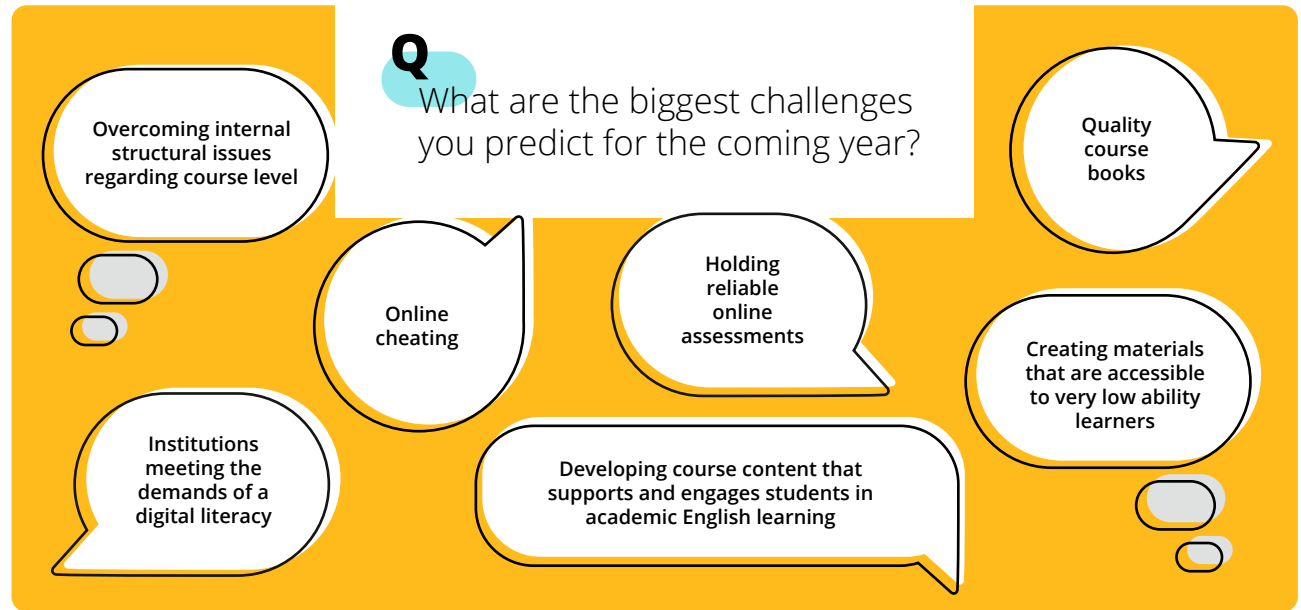 Q
What are the biggest challenges
you predict for the coming year?
Overcoming internal
structural issues
regarding course level
Quality
course
books
Online
cheating
Holding
reliable
online
assessments
Creating materials
that are accessible
to very low ability
learners
Institutions
meeting the
demands of a
digital literacy
Developing course content that
supports and engages students in
academic English learning